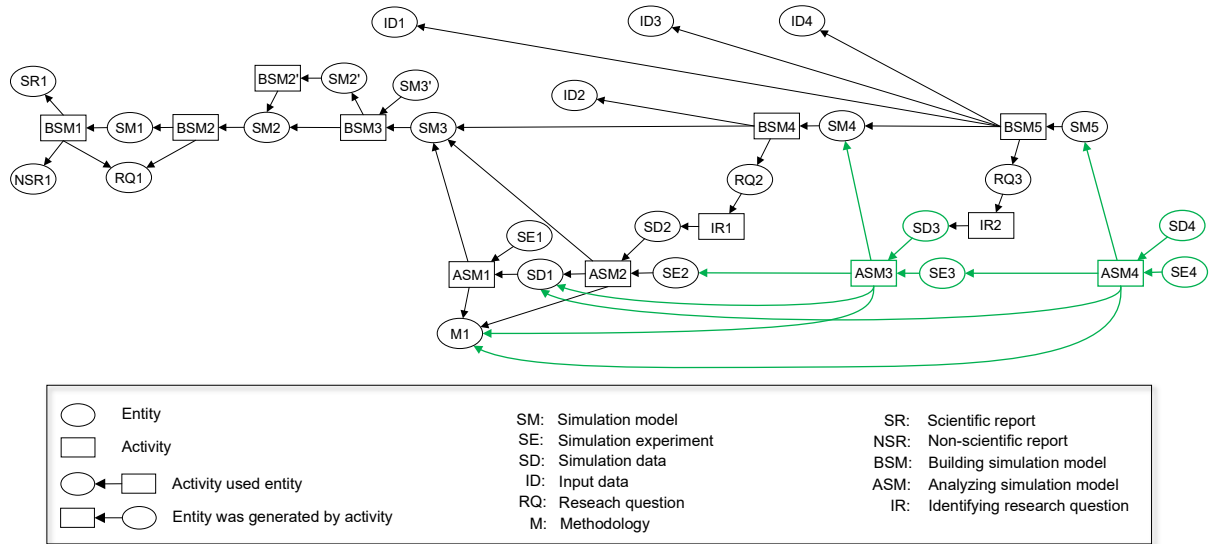 ID1
ID3
ID4
SR1
BSM2'
SM2'
SM3'
ID2
BSM1
SM1
BSM2
SM2
BSM3
SM3
BSM4
SM4
BSM5
SM5
NSR1
RQ1
RQ2
RQ3
SE1
SD2
IR1
SD3
IR2
SD4
ASM1
SD1
ASM2
SE2
ASM3
SE3
ASM4
SE4
M1
Entity
Activity
Activity used entity
Entity was generated by activity
SM: Simulation model
SE: Simulation experiment
SD: Simulation data
ID: Input data
RQ: Reseach question
M: Methodology
SR: Scientific report
NSR: Non-scientific report
BSM: Building simulation model
ASM: Analyzing simulation model
IR: Identifying research question